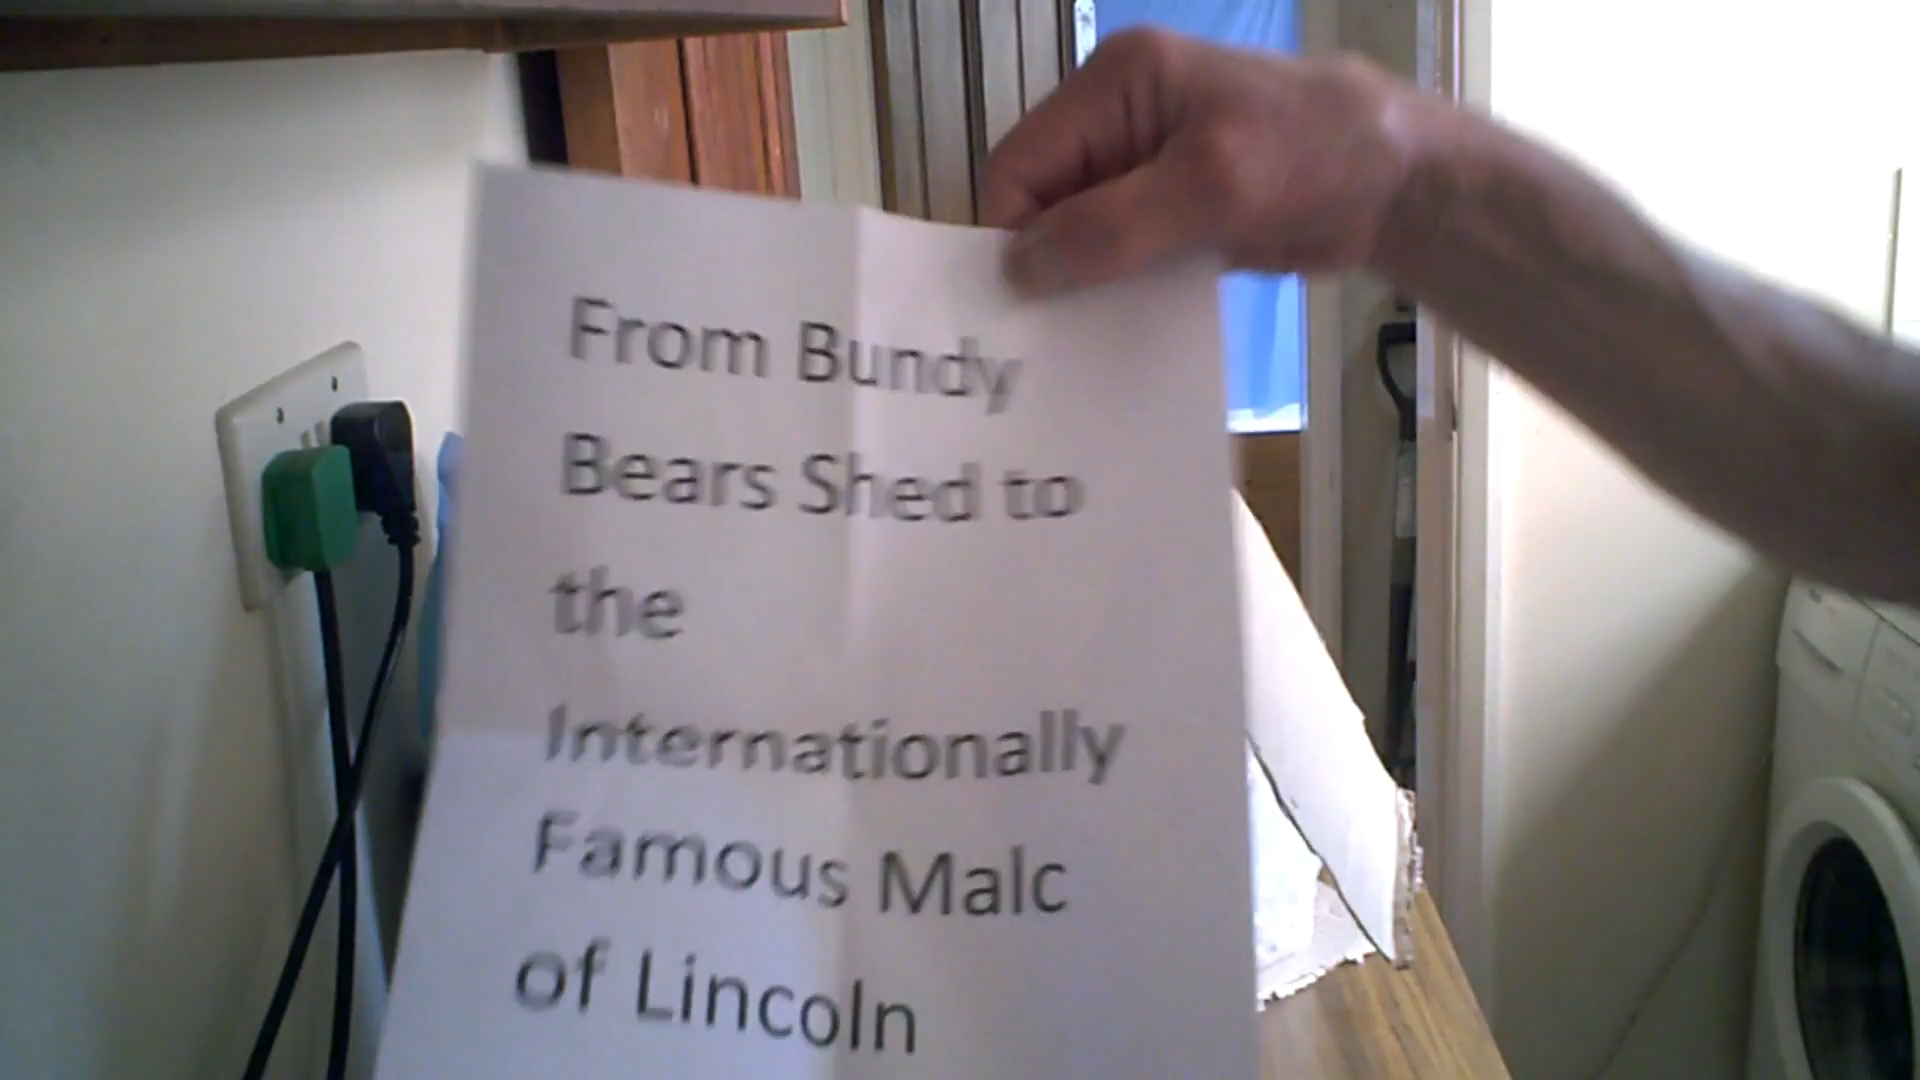 From Bundy
Bears Shed to
the
Internationally
Famous Malc
of Lincoln